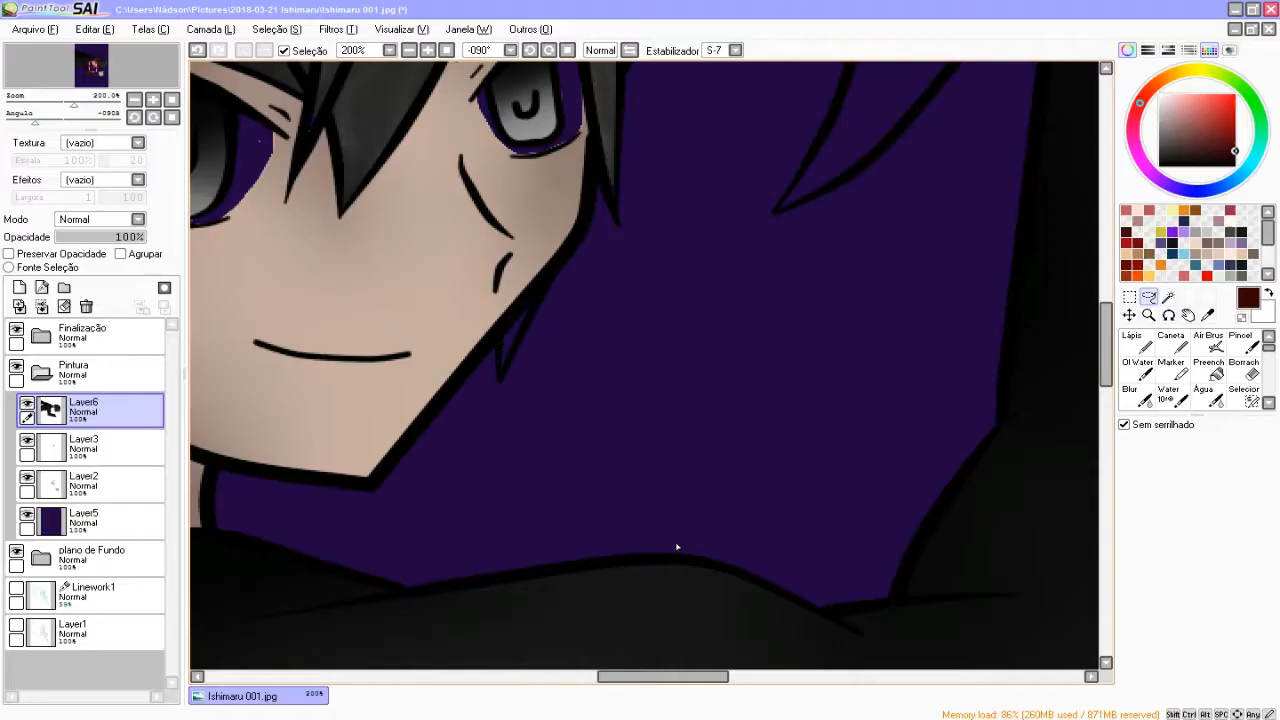 PaintTool SAI C:\Users\Nádson\Pictures\2018-03-21 Ishimaru\Ishimaru 001.jpg (*)
Arquivo (F) Editar (E) Telas (C) Camada (L) Seleção (S) Filtros (T) Visualizar (V) Janela (W) Outros (O)
Seleção 200% -090° Normal Estabilizador S-7
Zoom 200.0%
Angulo -090°
Textura (vazio)
Escala 100% 20
Efeitos (vazio)
Largura 1 100
Modo Normal
Opacidade 100%
Preservar Opacidade Agrupar
Fonte Seleção
Finalização
Normal
100%
Pintura
Normal
100%
Layer6
Normal
100%
Layer3
Normal
100%
Layer2
Normal
100%
Layer5
Normal
100%
plano de Fundo
Normal
100%
Linework1
Normal
59%
Layer1
Normal
100%
Lápis Caneta Air Brus Pincel
Ol Water Marker Preench Borrach
Blur Water Água Selecior
Sem serrilhado
Ishimaru 001.jpg 200%
Memory load: 86% (260MB used / 871MB reserved) Shift Ctrl Alt SPC Any